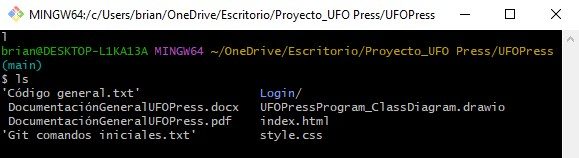 MINGW64:/c/Users/brian/OneDrive/Escritorio/Proyecto_UFO Press/UFOPress
l
brian@DESKTOP-L1KA13A MINGW64 ~/OneDrive/Escritorio/Proyecto_UFO Press/UFOPress
(main)
$ ls
'Código general.txt' Login/
DocumentaciónGeneralUFOPress.docx UFOPressProgram_ClassDiagram.drawio
DocumentaciónGeneralUFOPress.pdf index.html
'Git comandos iniciales.txt' style.css